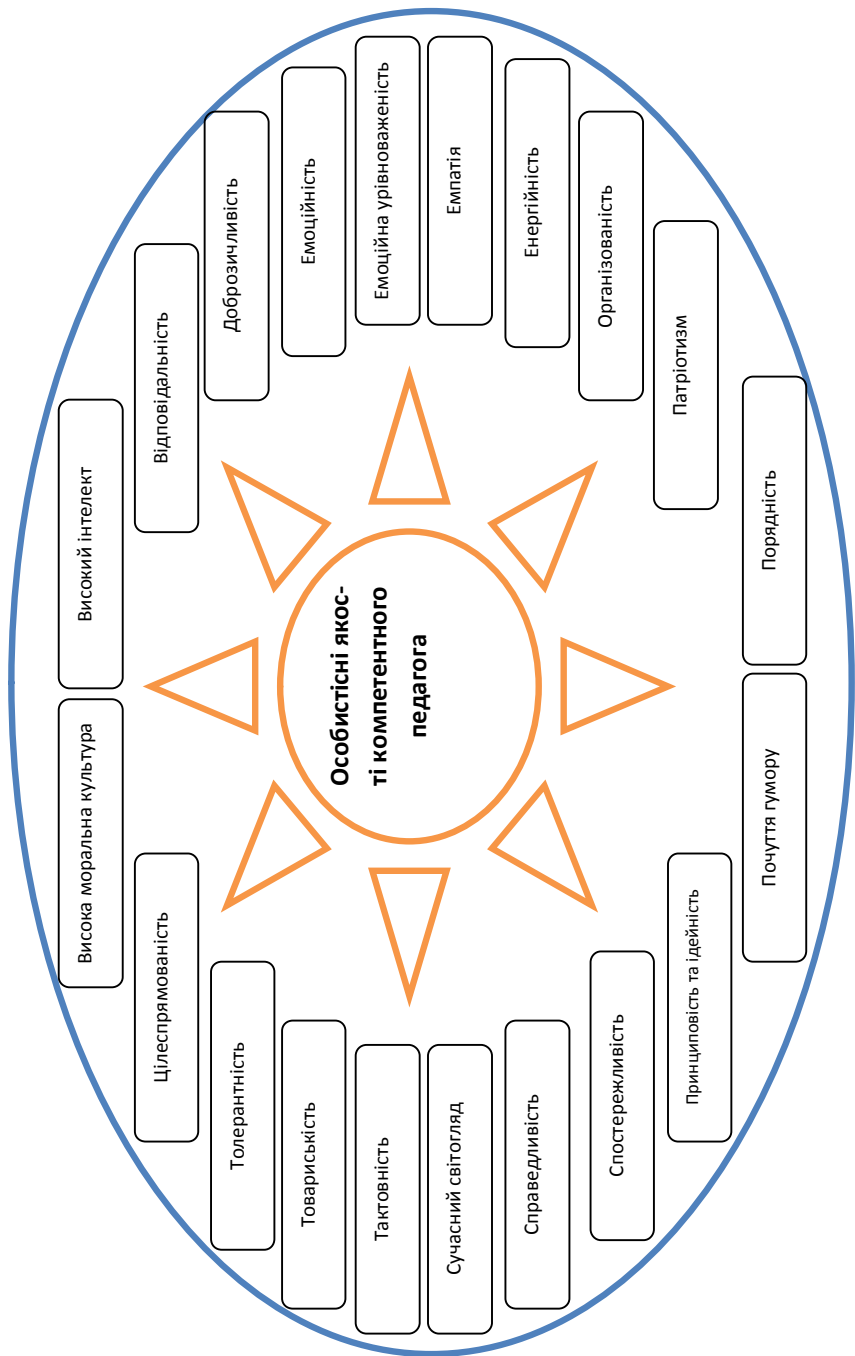 Висока моральна культура
Високий інтелект
Цілеспрямованість
Відповідальність
Толерантність
Доброзичливість
Товариськість
Емоційність
Особистісні якос-
ті компетентного
педагога
Тактовність
Емоційна урівноваженість
Сучасний світогляд
Емпатія
Справедливість
Енергійність
Спостережливість
Організованість
Принциповість та ідейність
Патріотизм
Почуття гумору
Порядність